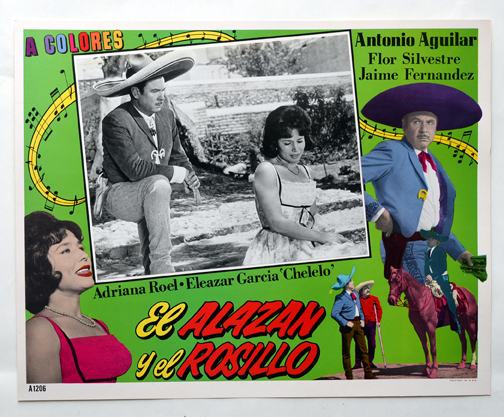 A COLORES
Antonio Aguilar
Flor Silvestre
Jaime Fernandez
Adriana Roel • Eleazar Garcia 'Chelelo'
El ALAZAN
y el ROSILLO
A1206